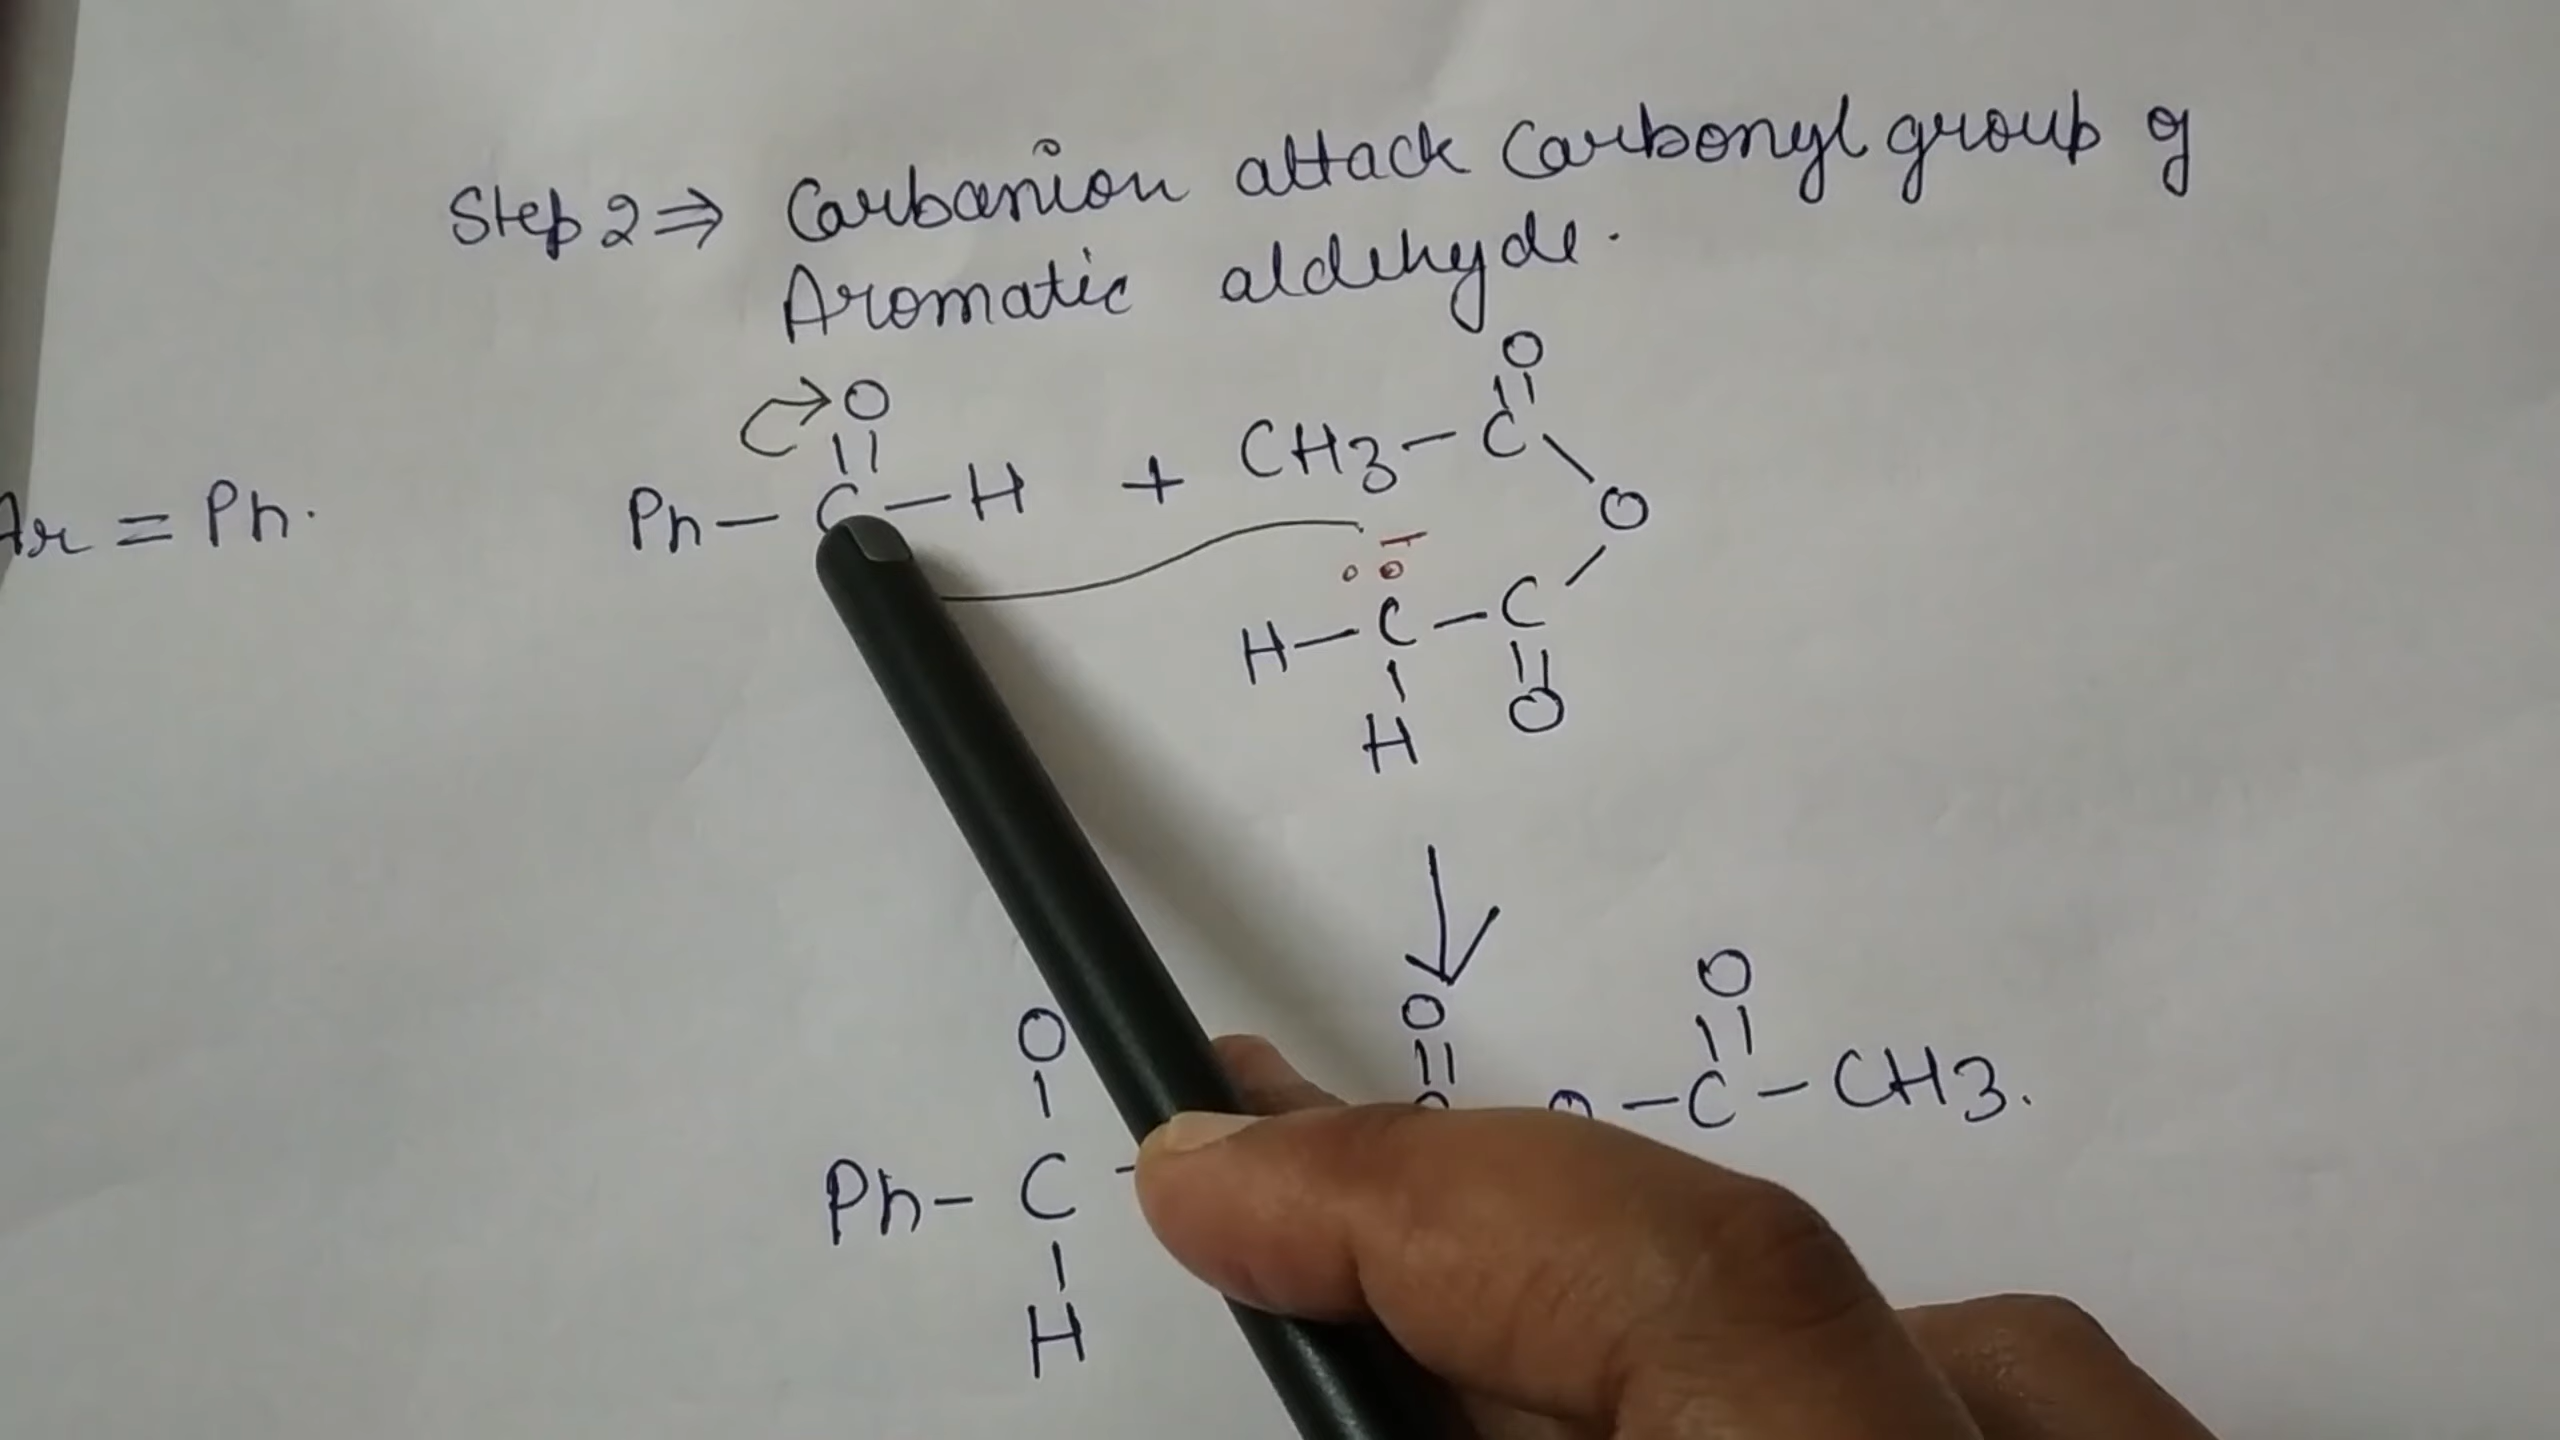 Step 2 ⇒ Carbanion attack Carbonyl group of
Aromatic aldehyde.
O O
|| ||
Ar = Ph. Ph – C – H + CH3 – C
O
H – C – C
| ||
H O
O O O
| || ||
Ph – C – – C – CH3.
|
H